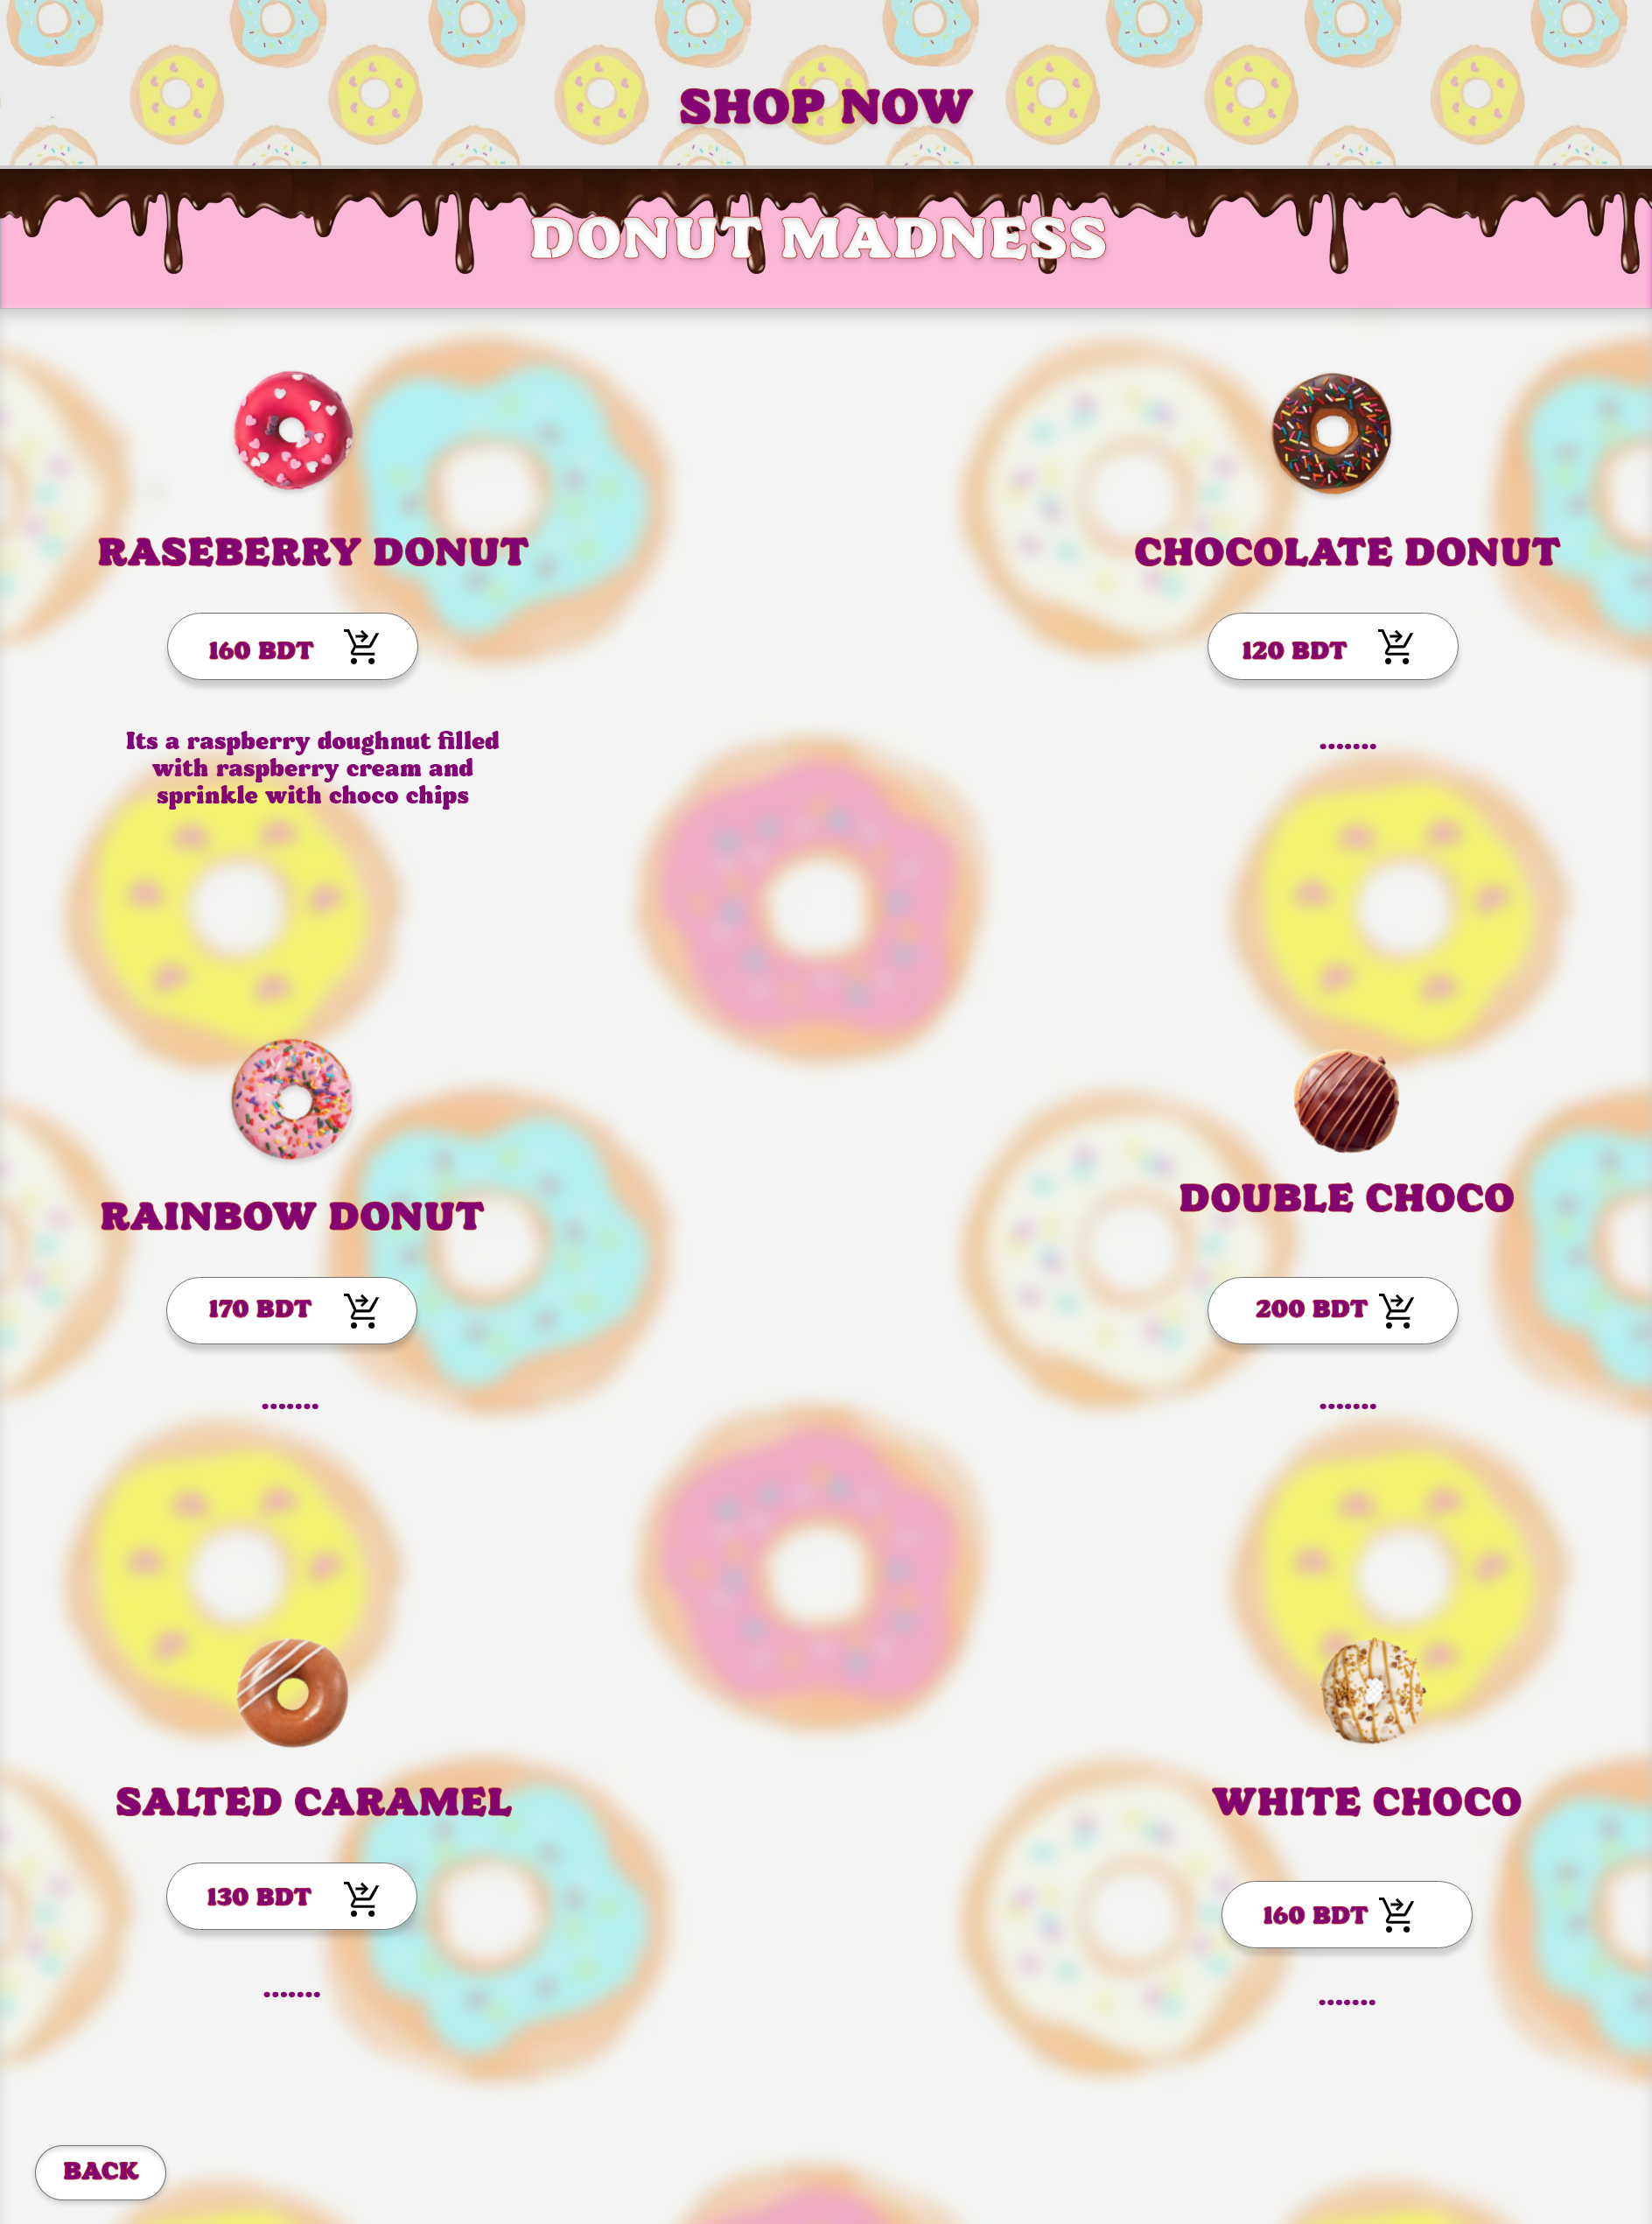 SHOP NOW
DONUT MADNESS
RASEBERRY DONUT
160 BDT
Its a raspberry doughnut filled
with raspberry cream and
sprinkle with choco chips
CHOCOLATE DONUT
120 BDT
.......
RAINBOW DONUT
170 BDT
.......
DOUBLE CHOCO
200 BDT
.......
SALTED CARAMEL
130 BDT
.......
WHITE CHOCO
160 BDT
.......
BACK